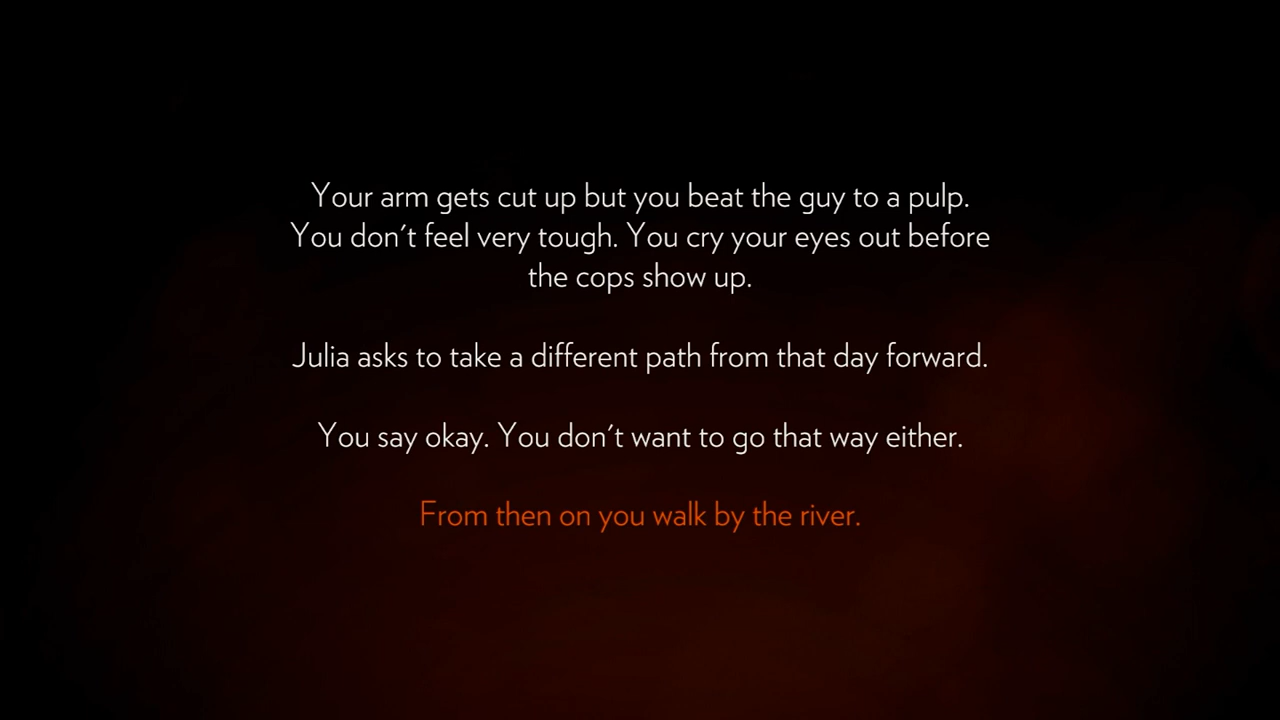 Your arm gets cut up but you beat the guy to a pulp.
You don't feel very tough. You cry your eyes out before
the cops show up.
Julia asks to take a different path from that day forward.
You say okay. You don't want to go that way either.
From then on you walk by the river.